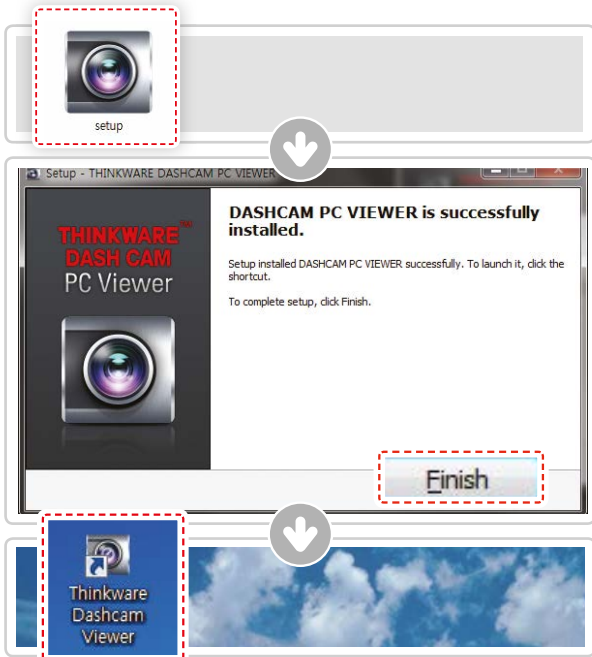 setup
Setup - THINKWARE DASHCAM PC VIEWER
THINKWARE™
DASH CAM
PC Viewer
DASHCAM PC VIEWER is successfully
installed.
Setup installed DASHCAM PC VIEWER successfully. To launch it, click the
shortcut.
To complete setup, click Finish.
Finish
Thinkware
Dashcam
Viewer